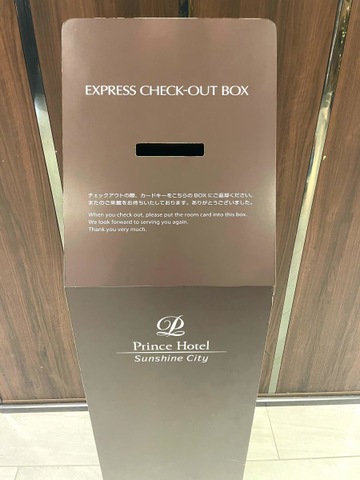 EXPRESS CHECK-OUT BOX
チェックアウトの際、カードキーをこちらの BOX にご返却ください。
またのご来館をお待ちいたしております。ありがとうございました。
When you check out, please put the room card into this box.
We look forward to serving you again.
Thank you very much.
Prince Hotel
Sunshine City